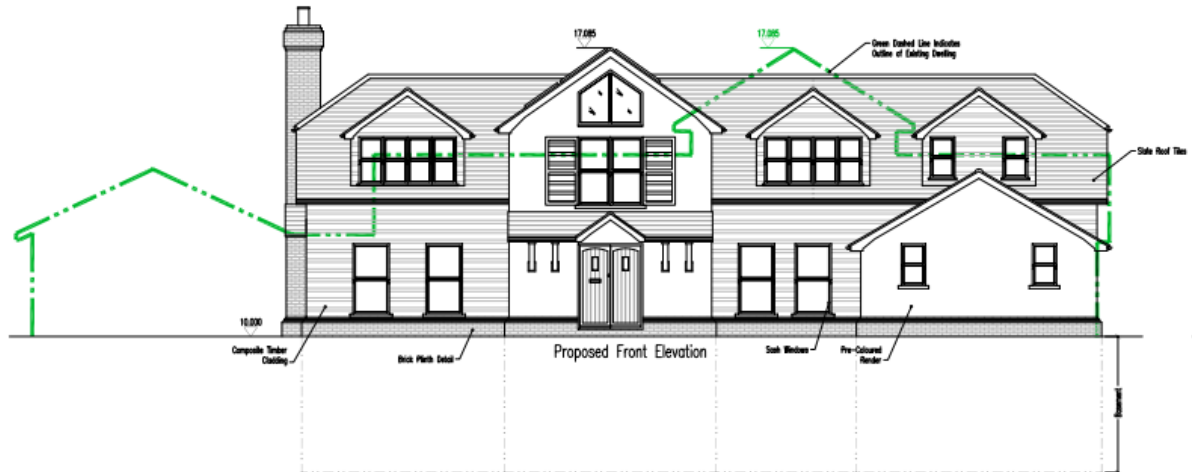 17.085
17.085
Green Dashed Line Indicates
Outline of Existing Dwelling
Slate Roof Tiles
10.000
Composite Timber
Cladding
Brick Plinth Detail
Proposed Front Elevation
Sash Windows
Pre-Coloured
Render
Basement